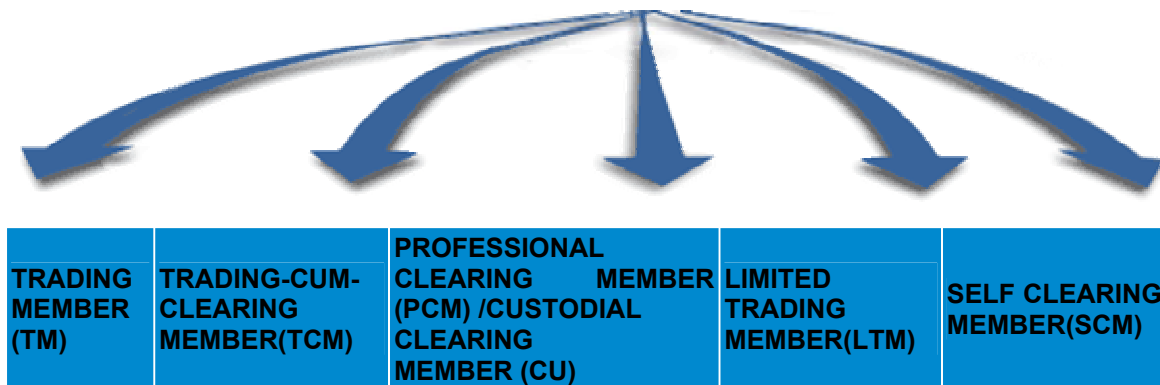 TRADING
MEMBER
(TM)
TRADING-CUM-
CLEARING
MEMBER(TCM)
PROFESSIONAL
CLEARING MEMBER
(PCM) /CUSTODIAL
CLEARING
MEMBER (CU)
LIMITED
TRADING
MEMBER(LTM)
SELF CLEARING
MEMBER(SCM)